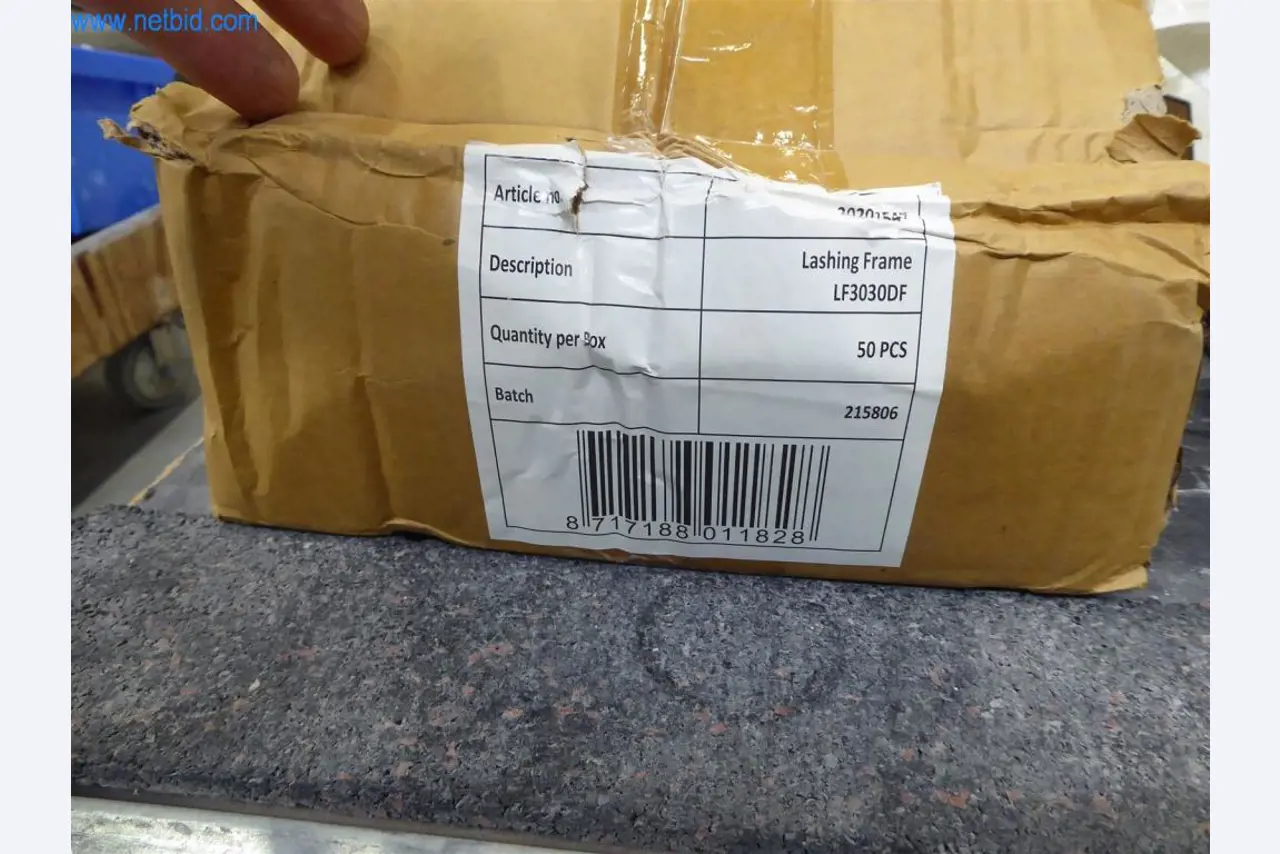 www.netbid.com
Article no
Description Lashing Frame
LF3030DF
Quantity per Box 50 PCS
Batch 215806
8 717188 011828